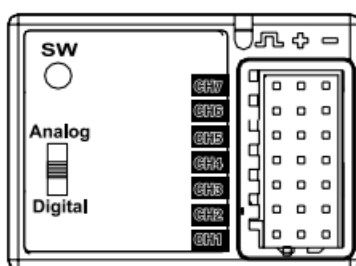 SW
+ −
Analog
Digital
CH7
CH6
CH5
CH4
CH3
CH2
CH1